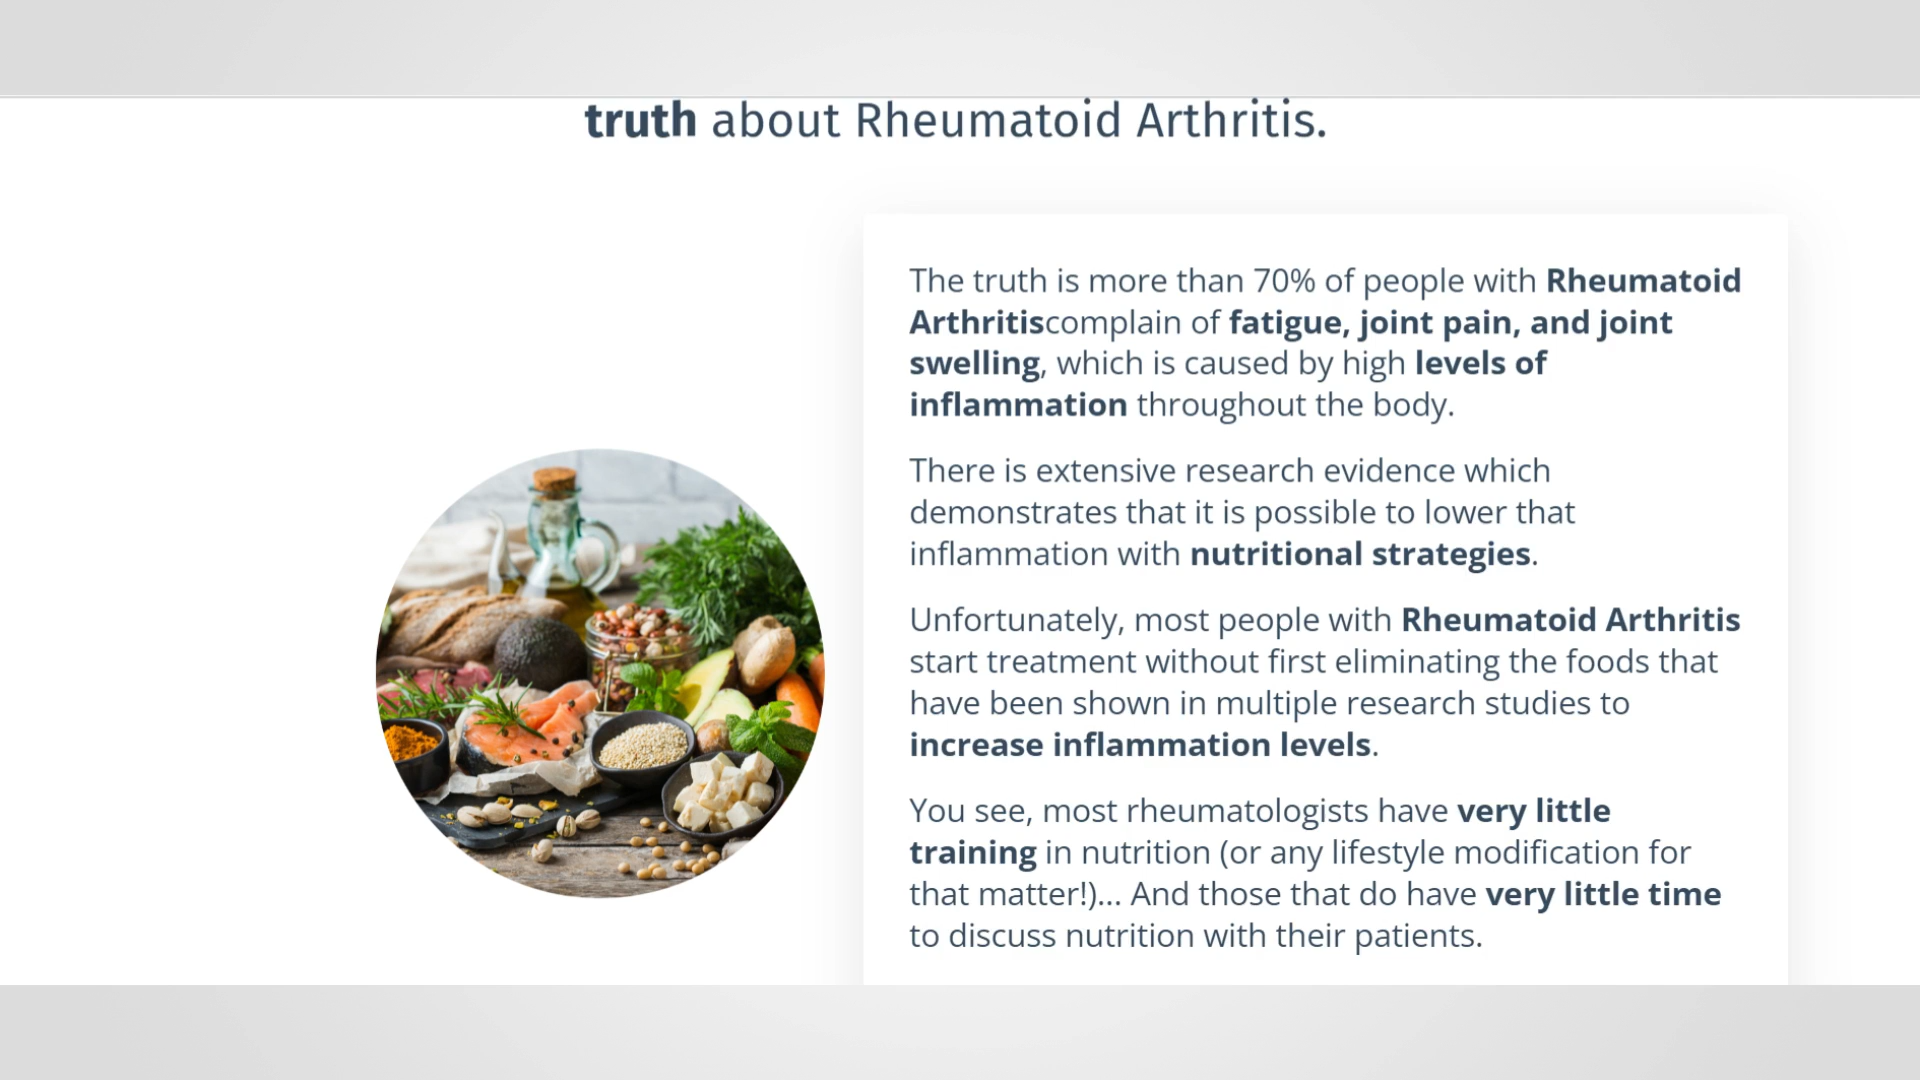 truth about Rheumatoid Arthritis.
The truth is more than 70% of people with Rheumatoid
Arthritiscomplain of fatigue, joint pain, and joint
swelling, which is caused by high levels of
inflammation throughout the body.
There is extensive research evidence which
demonstrates that it is possible to lower that
inflammation with nutritional strategies.
Unfortunately, most people with Rheumatoid Arthritis
start treatment without first eliminating the foods that
have been shown in multiple research studies to
increase inflammation levels.
You see, most rheumatologists have very little
training in nutrition (or any lifestyle modification for
that matter!)... And those that do have very little time
to discuss nutrition with their patients.